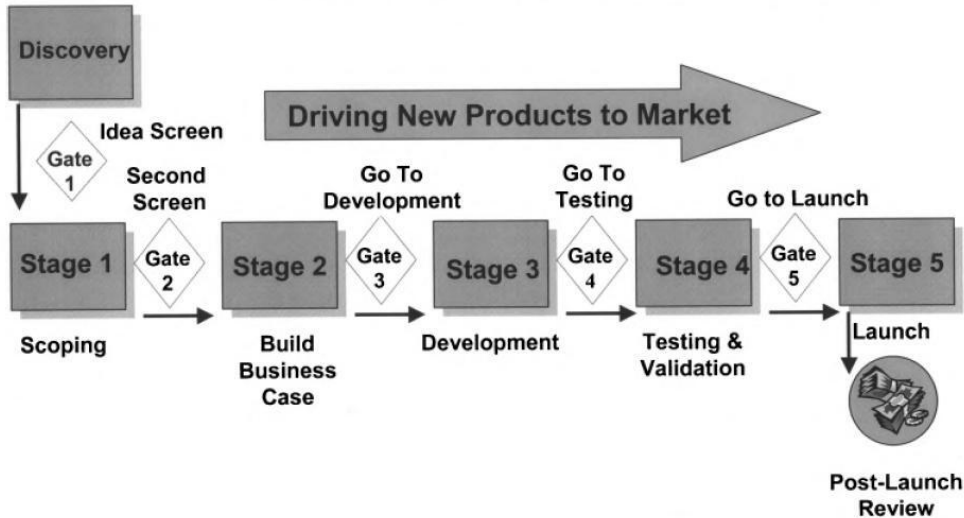 Discovery
Driving New Products to Market
Idea Screen
Gate
1
Second
Screen
Go To
Development
Go To
Testing
Go to Launch
Stage 1
Gate
2
Stage 2
Gate
3
Stage 3
Gate
4
Stage 4
Gate
5
Stage 5
Scoping
Build
Business
Case
Development
Testing &
Validation
Launch
Post-Launch
Review